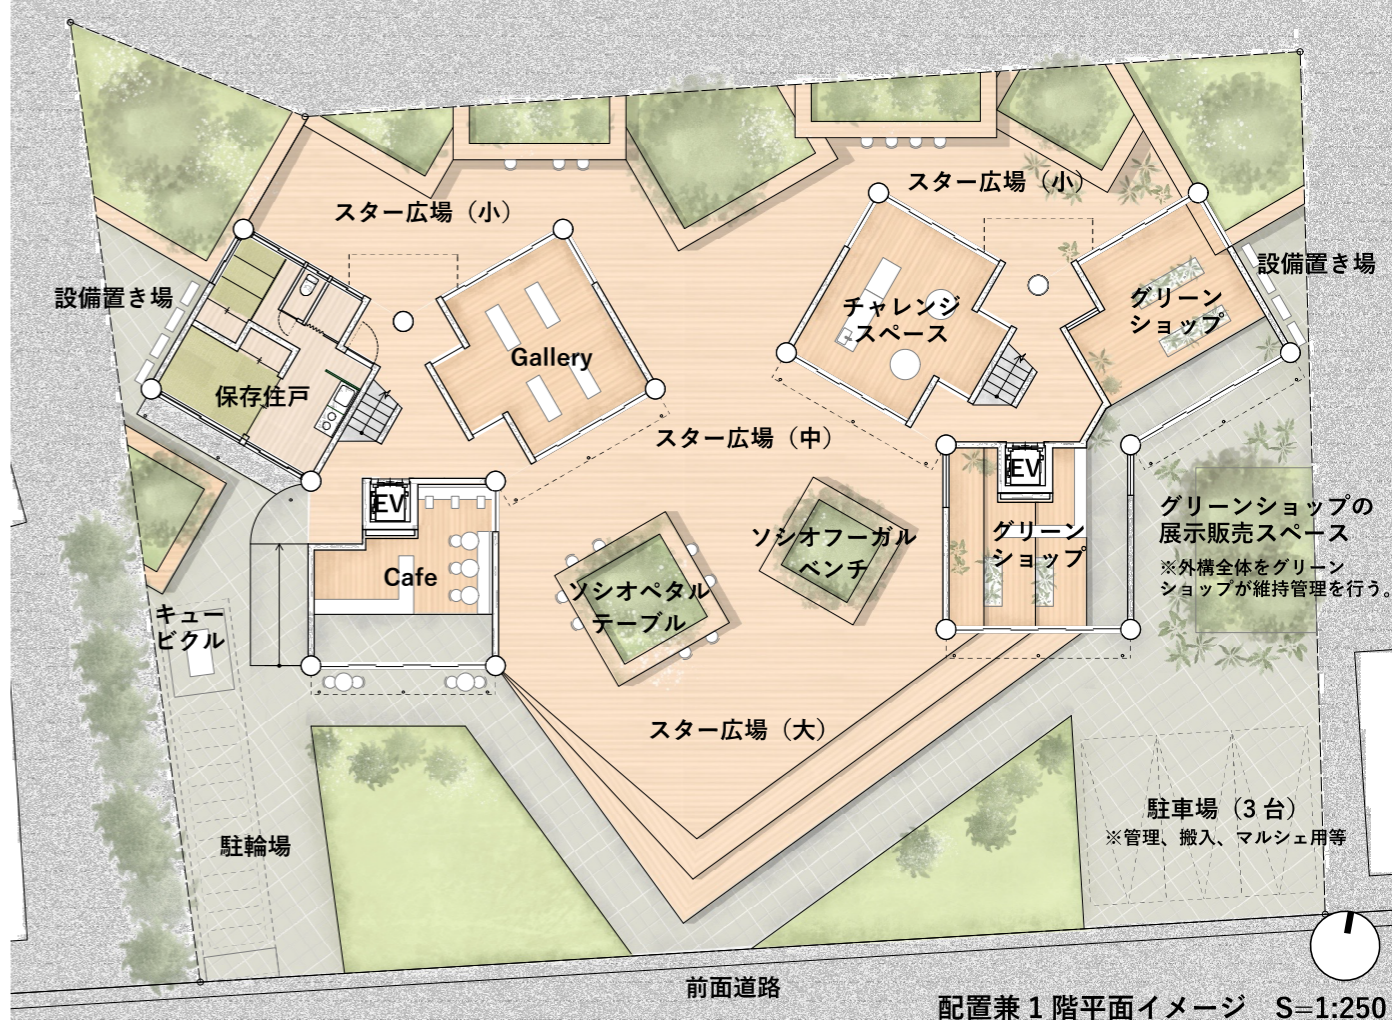 スター広場（小）
スター広場（小）
設備置き場
設備置き場
チャレンジ
スペース
グリーン
ショップ
Gallery
保存住戸
スター広場（中）
EV
EV
グリーンショップの
展示販売スペース
※外構全体をグリーン
ショップが維持管理を行う。
ソシオフーガル
ベンチ
グリーン
ショップ
Cafe
ソシオペタル
テーブル
キュー
ビクル
スター広場（大）
駐車場（3 台）
※管理、搬入、マルシェ用等
駐輪場
前面道路
配置兼 1 階平面イメージ　S=1:250